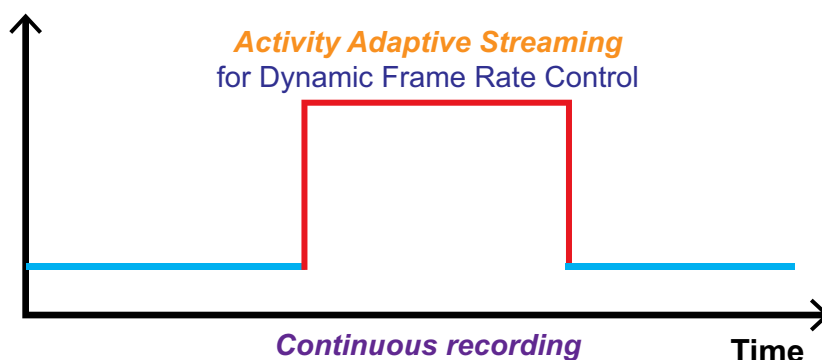 Activity Adaptive Streaming
for Dynamic Frame Rate Control
Continuous recording
Time